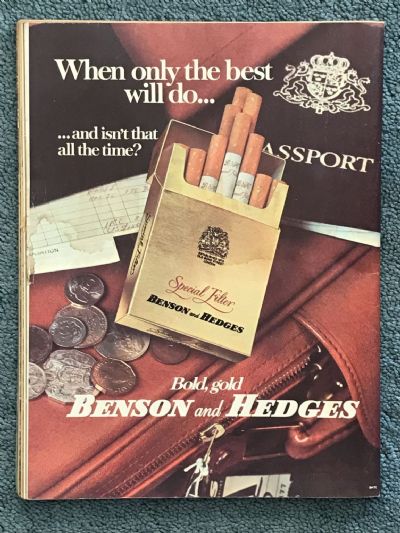 When only the best
will do...
...and isn't that
all the time?
ASSPORT
Special Filter
BENSON and HEDGES
Bold, gold
BENSON and HEDGES